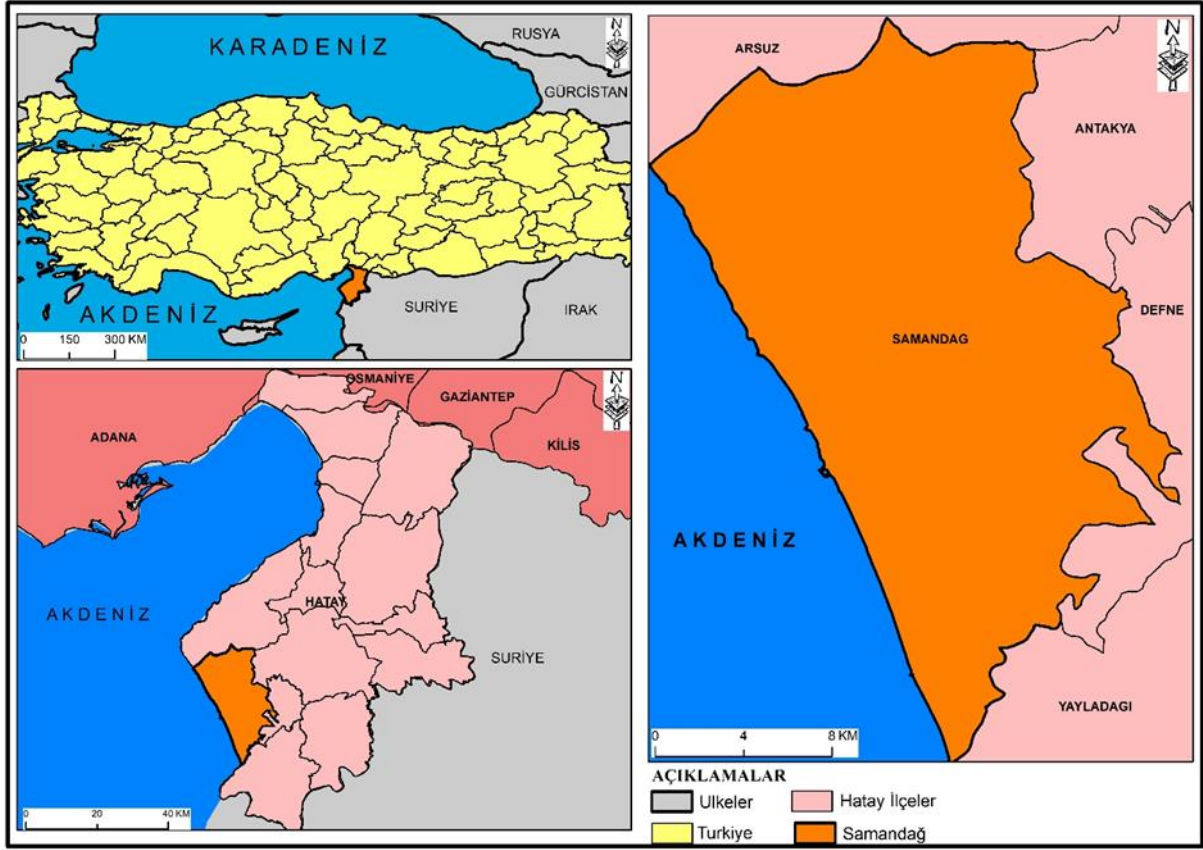 KARADENİZ
RUSYA
N
GÜRCİSTAN
AKDENİZ
SURİYE
IRAK
0 150 300 KM
N
OSMANİYE
GAZİANTEP
KİLİS
ADANA
AKDENİZ
HATAY
SURİYE
0 20 40 KM
N
ARSUZ
ANTAKYA
DEFNE
SAMANDAG
AKDENİZ
YAYLADAGI
0 4 8 KM
AÇIKLAMALAR
Ulkeler
Hatay İlçeler
Turkiye
Samandağ